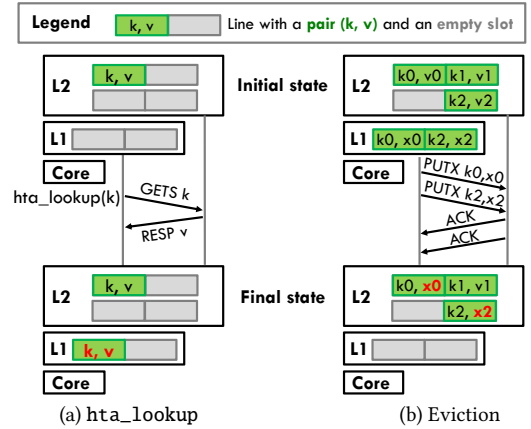 Legend k, v Line with a pair (k, v) and an empty slot
L2 k, v Initial state L2 k0, v0 k1, v1
k2, v2
L1 L1 k0, x0 k2, x2
Core Core
hta_lookup(k) GETS k PUTX k0,x0
PUTX k2,x2
RESP v ACK
ACK
L2 k, v Final state L2 k0, x0 k1, v1
k2, x2
L1 k, v L1
Core Core
(a) hta_lookup (b) Eviction